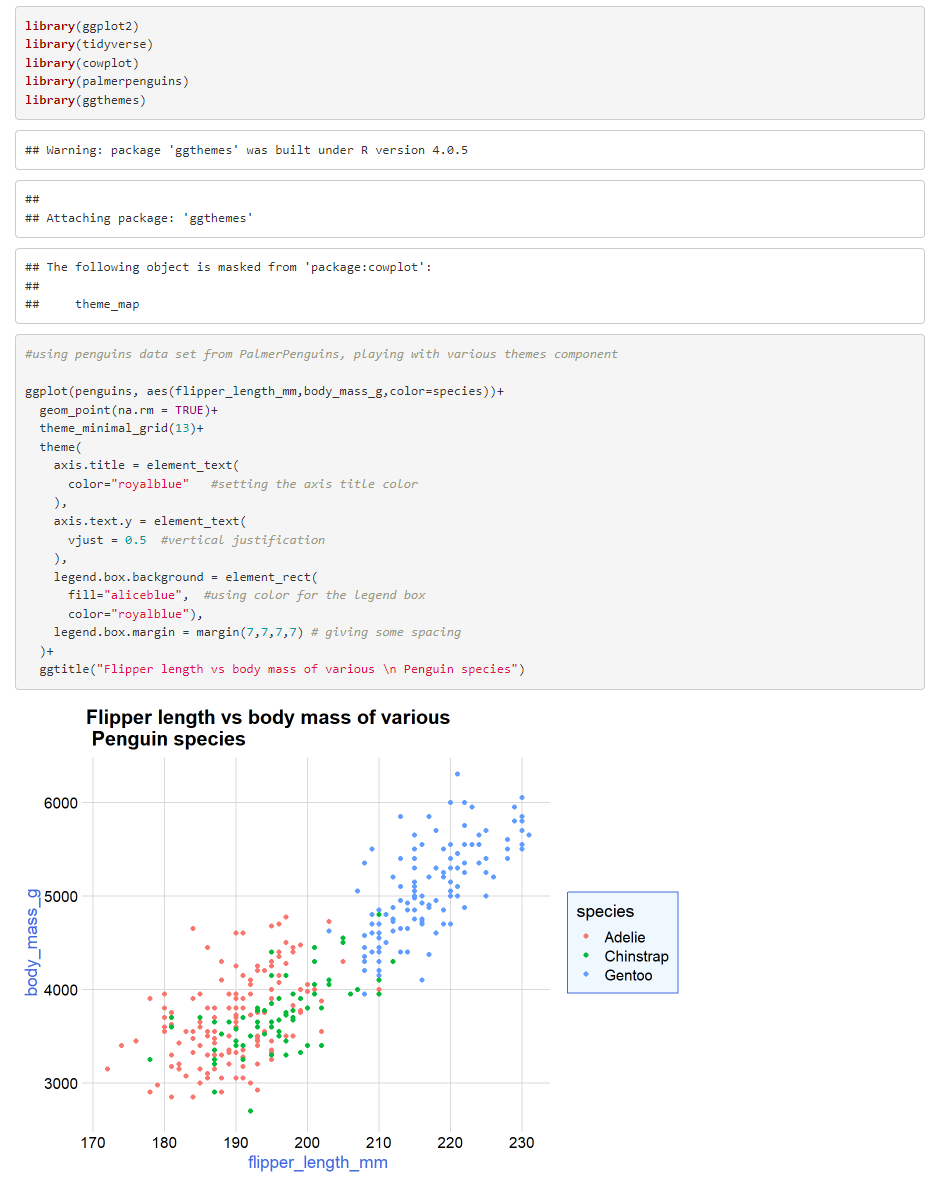 library(ggplot2)
library(tidyverse)
library(cowplot)
library(palmerpenguins)
library(ggthemes)
## Warning: package 'ggthemes' was built under R version 4.0.5
##
## Attaching package: 'ggthemes'
## The following object is masked from 'package:cowplot':
##
##     theme_map
#using penguins data set from PalmerPenguins, playing with various themes component
ggplot(penguins, aes(flipper_length_mm,body_mass_g,color=species))+
  geom_point(na.rm = TRUE)+
  theme_minimal_grid(13)+
  theme(
    axis.title = element_text(
      color="royalblue"   #setting the axis title color
    ),
    axis.text.y = element_text(
      vjust = 0.5  #vertical justification
    ),
    legend.box.background = element_rect(
      fill="aliceblue",  #using color for the legend box
      color="royalblue"),
    legend.box.margin = margin(7,7,7,7) # giving some spacing
  )+
  ggtitle("Flipper length vs body mass of various \n Penguin species")
Flipper length vs body mass of various
Penguin species
6000
5000
4000
3000
body_mass_g
170 180 190 200 210 220 230
flipper_length_mm
species
Adelie
Chinstrap
Gentoo